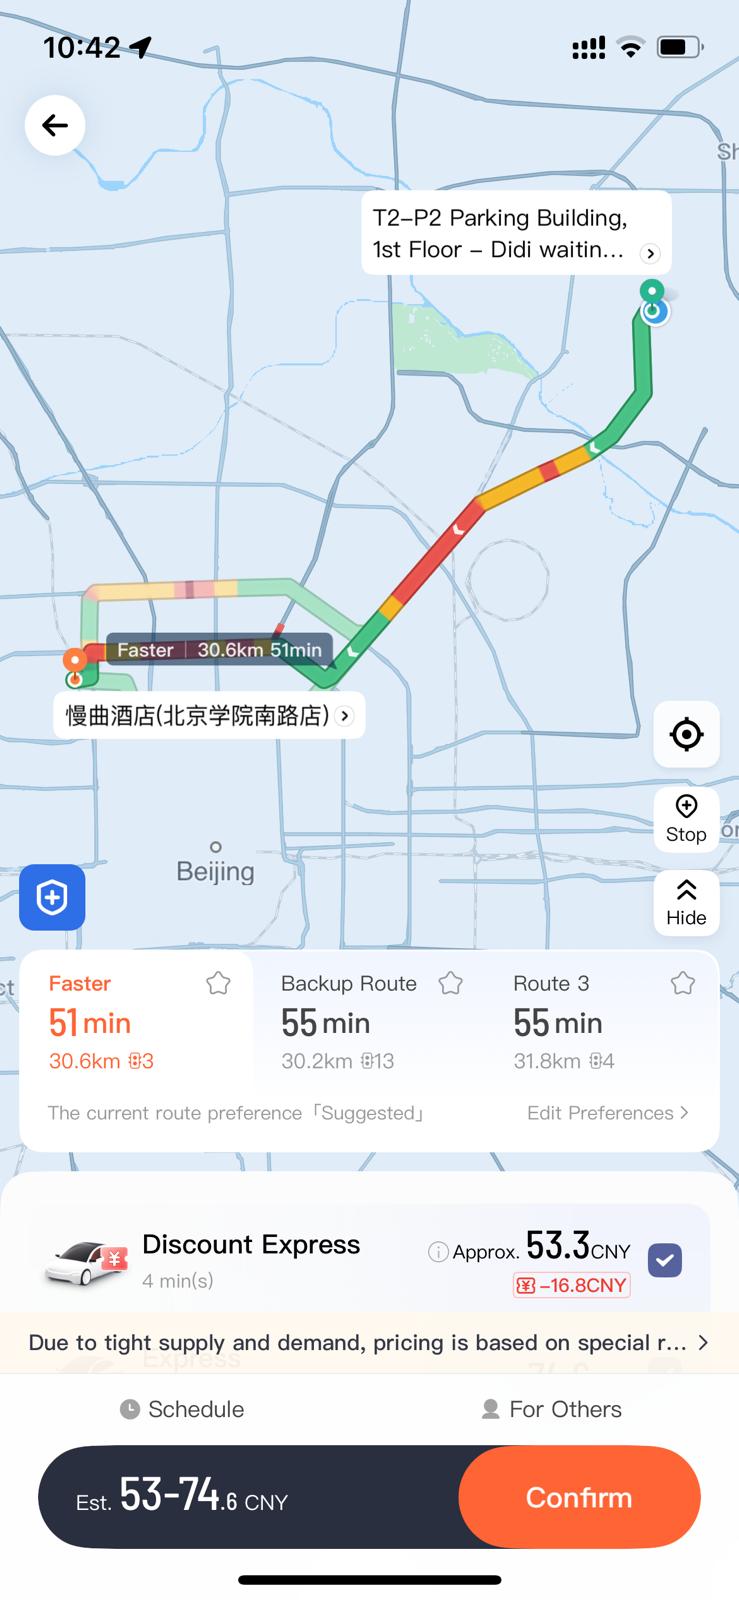 10:42
Sh
T2–P2 Parking Building,
1st Floor – Didi waitin...
Faster | 30.6km 51min
慢曲酒店(北京学院南路店)
Stop
Beijing
Hide
ct
Faster
51 min
30.6km 3
Backup Route
55 min
30.2km 13
Route 3
55 min
31.8km 4
The current route preference「Suggested」
Edit Preferences
Discount Express
4 min(s)
Approx. 53.3CNY
–16.8CNY
Due to tight supply and demand, pricing is based on special r...
Express
Schedule
For Others
Est. 53-74.6 CNY
Confirm